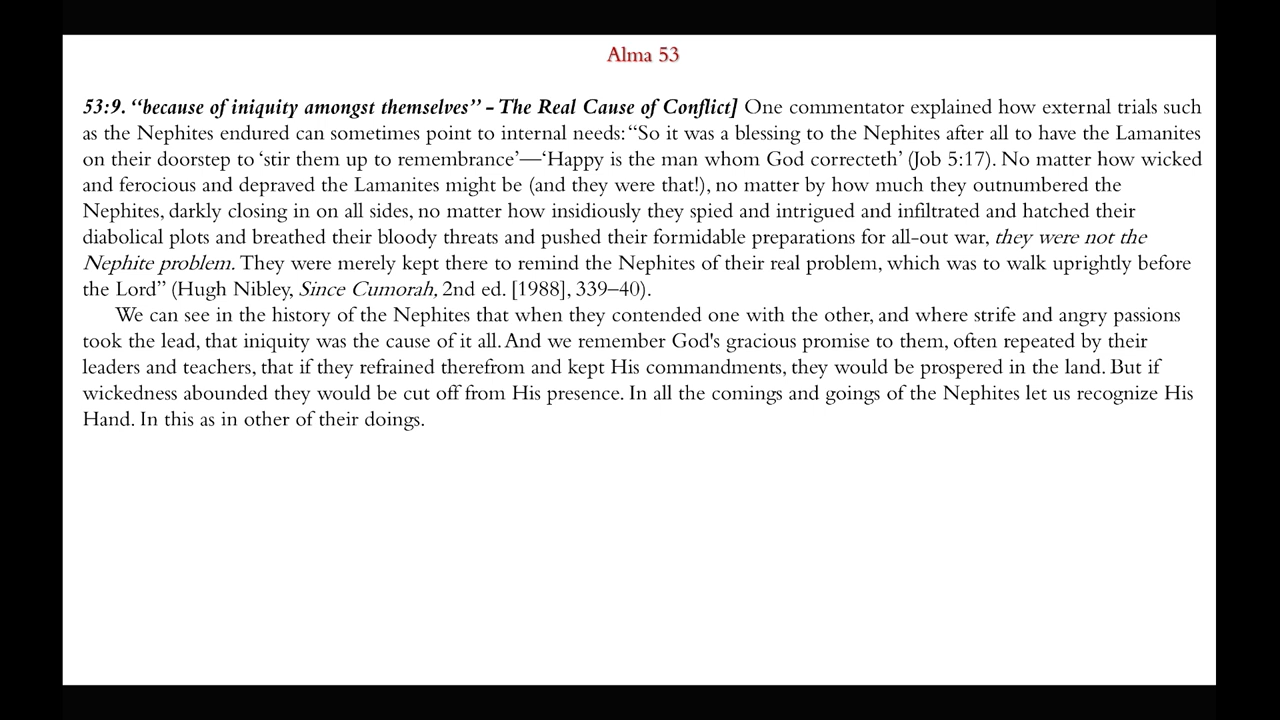 Alma 53
53:9. “because of iniquity amongst themselves” - The Real Cause of Conflict] One commentator explained how external trials such
as the Nephites endured can sometimes point to internal needs: “So it was a blessing to the Nephites after all to have the Lamanites
on their doorstep to ‘stir them up to remembrance’—‘Happy is the man whom God correcteth’ (Job 5:17). No matter how wicked
and ferocious and depraved the Lamanites might be (and they were that!), no matter by how much they outnumbered the
Nephites, darkly closing in on all sides, no matter how insidiously they spied and intrigued and infiltrated and hatched their
diabolical plots and breathed their bloody threats and pushed their formidable preparations for all-out war, they were not the
Nephite problem. They were merely kept there to remind the Nephites of their real problem, which was to walk uprightly before
the Lord” (Hugh Nibley, Since Cumorah, 2nd ed. [1988], 339–40).
We can see in the history of the Nephites that when they contended one with the other, and where strife and angry passions
took the lead, that iniquity was the cause of it all. And we remember God's gracious promise to them, often repeated by their
leaders and teachers, that if they refrained therefrom and kept His commandments, they would be prospered in the land. But if
wickedness abounded they would be cut off from His presence. In all the comings and goings of the Nephites let us recognize His
Hand. In this as in other of their doings.